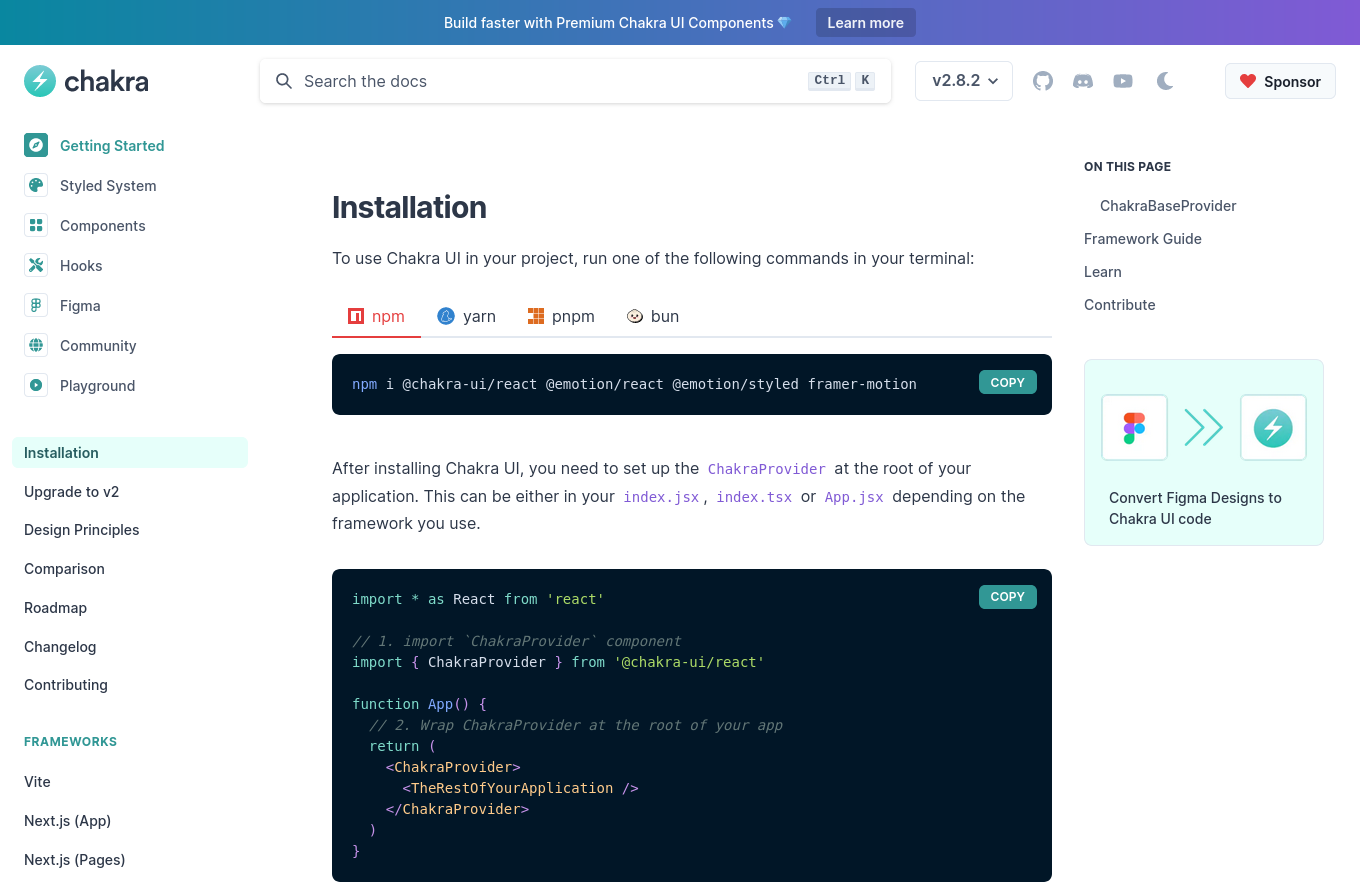 Build faster with Premium Chakra UI Components 💎 Learn more
chakra
Search the docs
Ctrl K
v2.8.2
Sponsor
Getting Started
Styled System
Components
Hooks
Figma
Community
Playground
Installation
Upgrade to v2
Design Principles
Comparison
Roadmap
Changelog
Contributing
FRAMEWORKS
Vite
Next.js (App)
Next.js (Pages)
Installation
To use Chakra UI in your project, run one of the following commands in your terminal:
npm yarn pnpm bun
npm i @chakra-ui/react @emotion/react @emotion/styled framer-motion
COPY
After installing Chakra UI, you need to set up the ChakraProvider at the root of your
application. This can be either in your index.jsx, index.tsx or App.jsx depending on the
framework you use.
COPY
import * as React from 'react'
// 1. import `ChakraProvider` component
import { ChakraProvider } from '@chakra-ui/react'
function App() {
  // 2. Wrap ChakraProvider at the root of your app
  return (
    <ChakraProvider>
      <TheRestOfYourApplication />
    </ChakraProvider>
  )
}
ON THIS PAGE
ChakraBaseProvider
Framework Guide
Learn
Contribute
Convert Figma Designs to
Chakra UI code